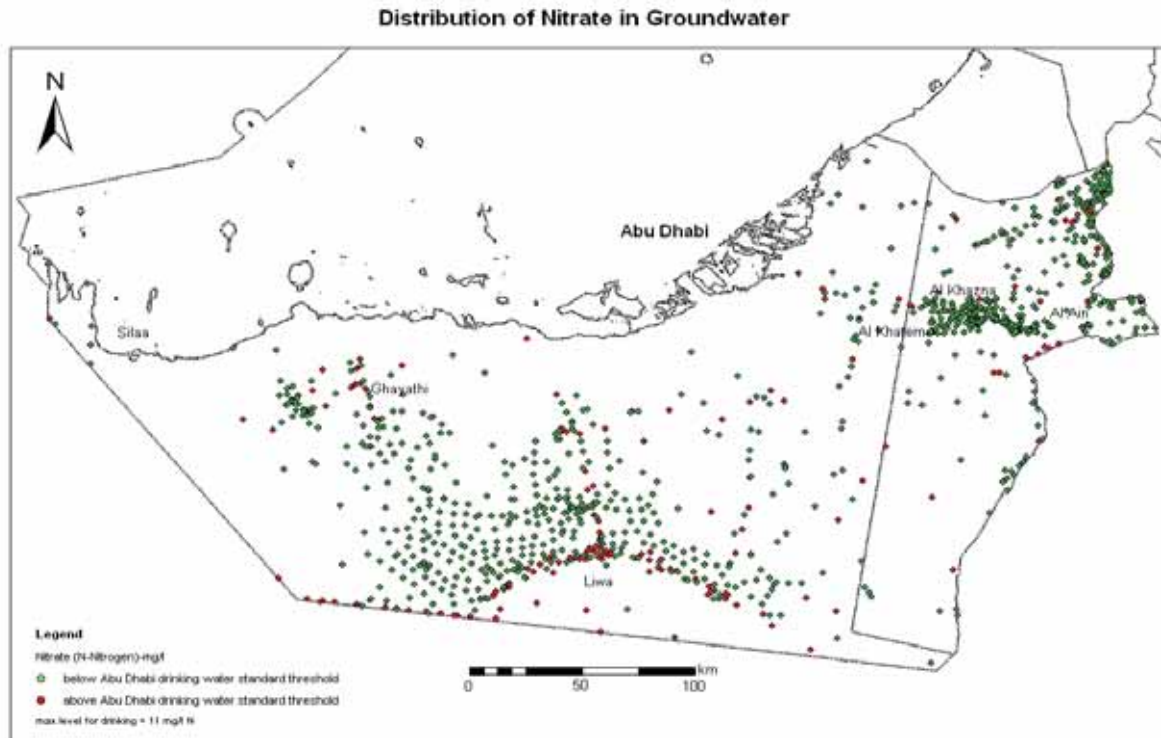 Distribution of Nitrate in Groundwater
N
Abu Dhabi
Al Khazna
Al Ain
Al Khatem
Silaa
Ghayathi
Liwa
Legend
Nitrate (N-Nitrogen)-mg/l
below Abu Dhabi drinking water standard threshold
above Abu Dhabi drinking water standard threshold
max level for drinking = 11 mg/l N
km
0 50 100